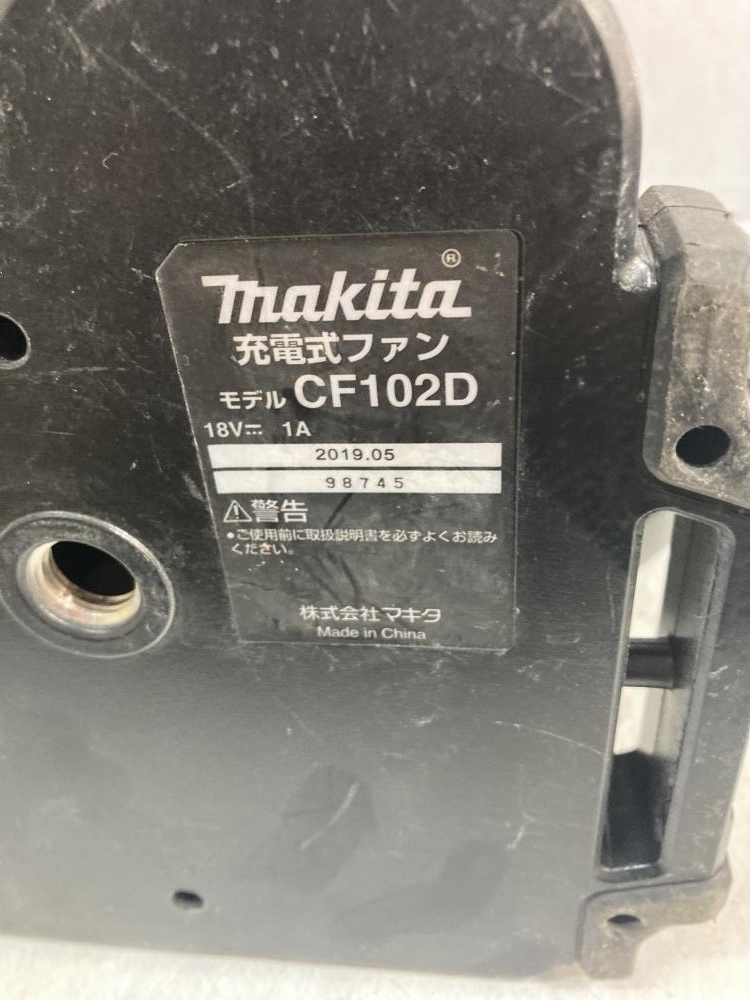 makita®
充電式ファン
モデル CF102D
18V⎓ 1A
2019.05
98745
⚠警告
•ご使用前に取扱説明書を必ずよくお読み
ください。
株式会社マキタ
Made in China